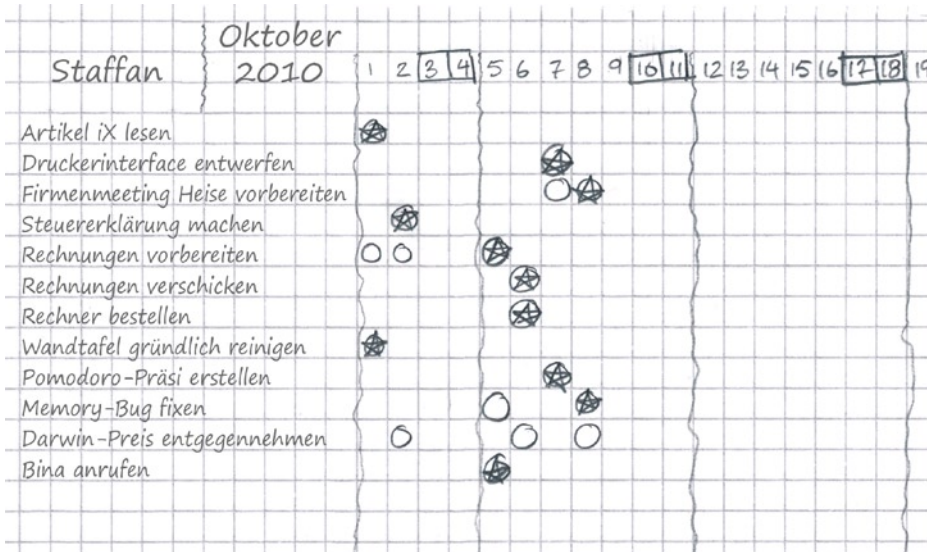 Oktober
Staffan 2010 1 2 3 4 5 6 7 8 9 10 11 12 13 14 15 16 17 18 19
Artikel iX lesen
Druckerinterface entwerfen
Firmenmeeting Heise vorbereiten
Steuererklärung machen
Rechnungen vorbereiten
Rechnungen verschicken
Rechner bestellen
Wandtafel gründlich reinigen
Pomodoro-Präsi erstellen
Memory-Bug fixen
Darwin-Preis entgegennehmen
Bina anrufen